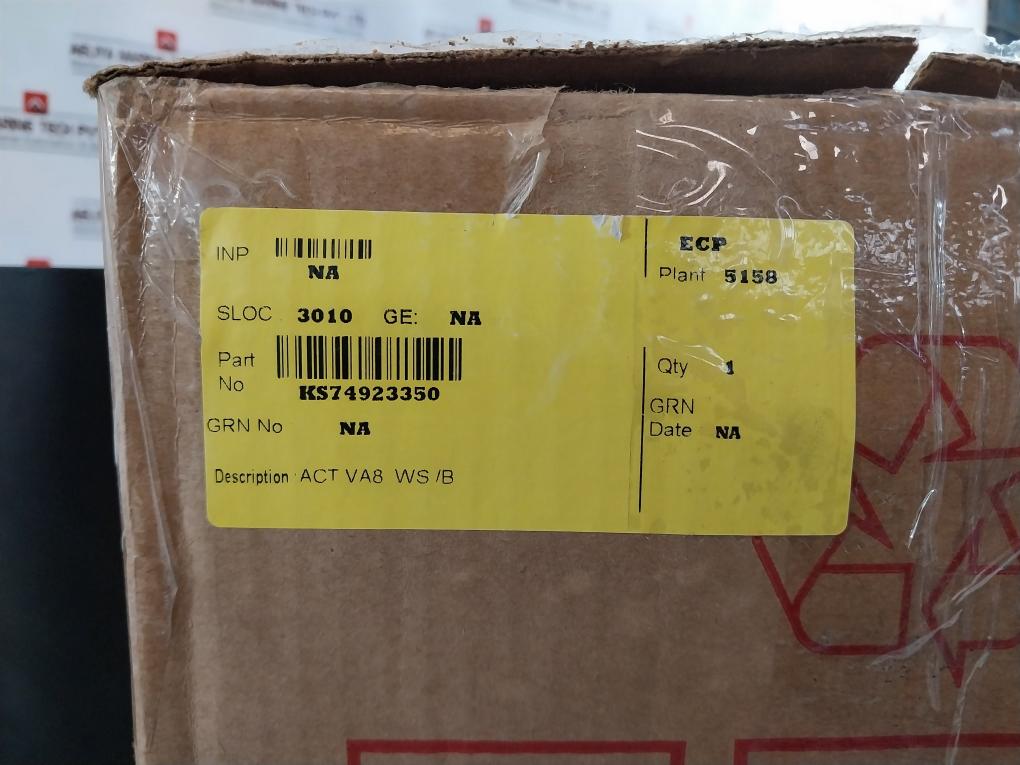 INP
NA
ECP
Plant 5158
SLOC 3010 GE: NA
Part
No
KS74923350
Qty 1
GRN No NA
GRN
Date NA
Description ACT VA8 WS /B